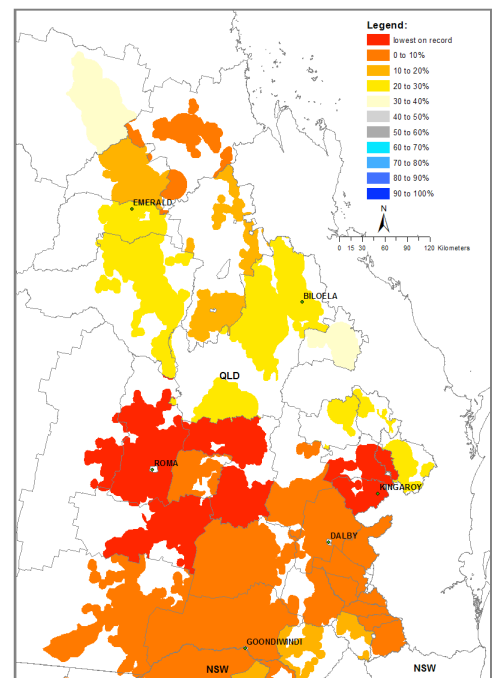 Legend:
lowest on record
0 to 10%
10 to 20%
20 to 30%
30 to 40%
40 to 50%
50 to 60%
60 to 70%
70 to 80%
80 to 90%
90 to 100%
N
0 15 30 60 90 120 Kilometers
EMERALD
BILOELA
QLD
ROMA
KINGAROY
DALBY
GOONDIWINDI
NSW NSW